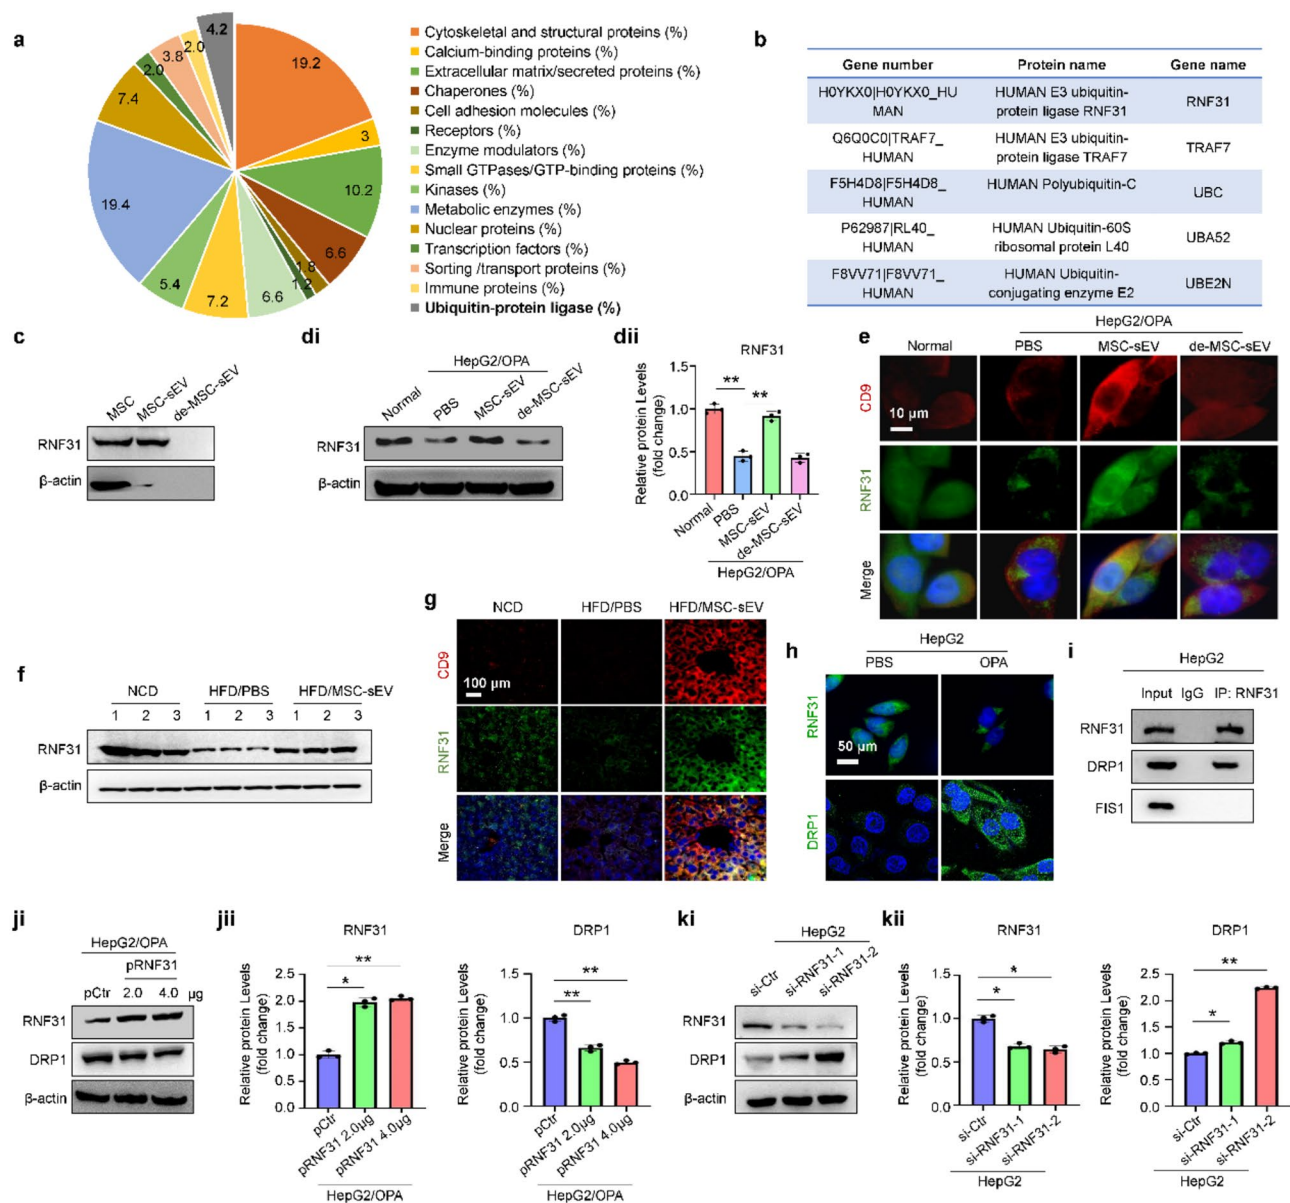 a
4.2
2.0
3.8
2.0
7.4
19.4
5.4
7.2
6.6
1.2
1.8
6.6
10.2
3
19.2
Cytoskeletal and structural proteins (%)
Calcium-binding proteins (%)
Extracellular matrix/secreted proteins (%)
Chaperones (%)
Cell adhesion molecules (%)
Receptors (%)
Enzyme modulators (%)
Small GTPases/GTP-binding proteins (%)
Kinases (%)
Metabolic enzymes (%)
Nuclear proteins (%)
Transcription factors (%)
Sorting /transport proteins (%)
Immune proteins (%)
Ubiquitin-protein ligase (%)
b
Gene number Protein name Gene name
H0YKX0|H0YKX0_HU
MAN
HUMAN E3 ubiquitin-
protein ligase RNF31
RNF31
Q6Q0C0|TRAF7_
HUMAN
HUMAN E3 ubiquitin-
protein ligase TRAF7
TRAF7
F5H4D8|F5H4D8_
HUMAN
HUMAN Polyubiquitin-C
UBC
P62987|RL40_
HUMAN
HUMAN Ubiquitin-60S
ribosomal protein L40
UBA52
F8VV71|F8VV71_
HUMAN
HUMAN Ubiquitin-
conjugating enzyme E2
UBE2N
c
MSC
MSC-sEV
de-MSC-sEV
RNF31
β-actin
di
HepG2/OPA
Normal
PBS
MSC-sEV
de-MSC-sEV
RNF31
β-actin
dii
RNF31
Relative protein Levels
(fold change)
1.5
1.0
0.5
0.0
** **
Normal
PBS
MSC-sEV
de-MSC-sEV
HepG2/OPA
e
HepG2/OPA
Normal PBS MSC-sEV de-MSC-sEV
CD9
10 μm
RNF31
Merge
f
NCD HFD/PBS HFD/MSC-sEV
1 2 3 1 2 3 1 2 3
RNF31
β-actin
g
NCD HFD/PBS HFD/MSC-sEV
CD9
100 μm
RNF31
Merge
h
HepG2
PBS OPA
RNF31
50 μm
DRP1
i
HepG2
Input IgG IP: RNF31
RNF31
DRP1
FIS1
ji
HepG2/OPA
pRNF31
pCtr 2.0 4.0 μg
RNF31
DRP1
β-actin
jii
RNF31
Relative protein Levels
(fold change)
2.5
2.0
1.5
1.0
0.5
0.0
**
*
pCtr
pRNF31 2.0μg
pRNF31 4.0μg
HepG2/OPA
DRP1
Relative protein Levels
(fold change)
1.5
1.0
0.5
0.0
**
**
pCtr
pRNF31 2.0μg
pRNF31 4.0μg
HepG2/OPA
ki
HepG2
si-Ctr
si-RNF31-1
si-RNF31-2
RNF31
DRP1
β-actin
kii
RNF31
Relative protein Levels
(fold change)
1.5
1.0
0.5
0.0
*
*
si-Ctr
si-RNF31-1
si-RNF31-2
HepG2
DRP1
Relative protein Levels
(fold change)
2.5
2.0
1.5
1.0
0.5
0.0
**
*
si-Ctr
si-RNF31-1
si-RNF31-2
HepG2